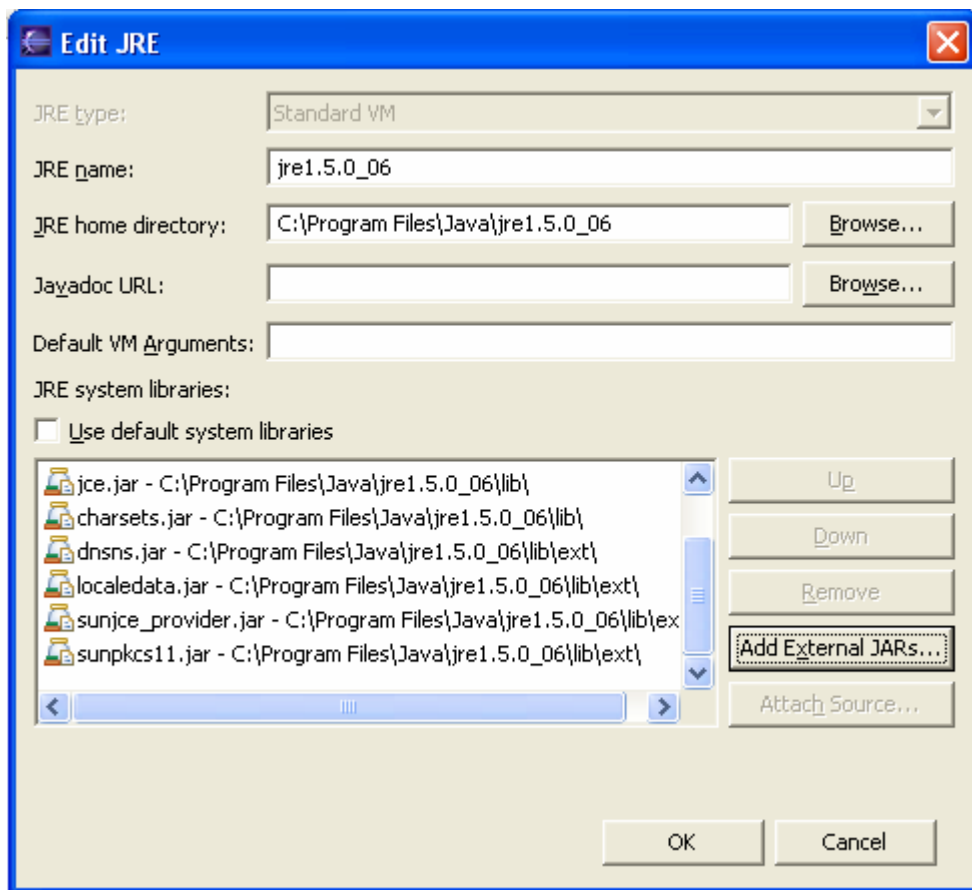 Edit JRE
JRE type: Standard VM
JRE name: jre1.5.0_06
JRE home directory: C:\Program Files\Java\jre1.5.0_06 Browse...
Javadoc URL: Browse...
Default VM Arguments:
JRE system libraries:
Use default system libraries
jce.jar - C:\Program Files\Java\jre1.5.0_06\lib\
charsets.jar - C:\Program Files\Java\jre1.5.0_06\lib\
dnsns.jar - C:\Program Files\Java\jre1.5.0_06\lib\ext\
localedata.jar - C:\Program Files\Java\jre1.5.0_06\lib\ext\
sunjce_provider.jar - C:\Program Files\Java\jre1.5.0_06\lib\ex
sunpkcs11.jar - C:\Program Files\Java\jre1.5.0_06\lib\ext\
Up
Down
Remove
Add External JARs...
Attach Source...
OK Cancel